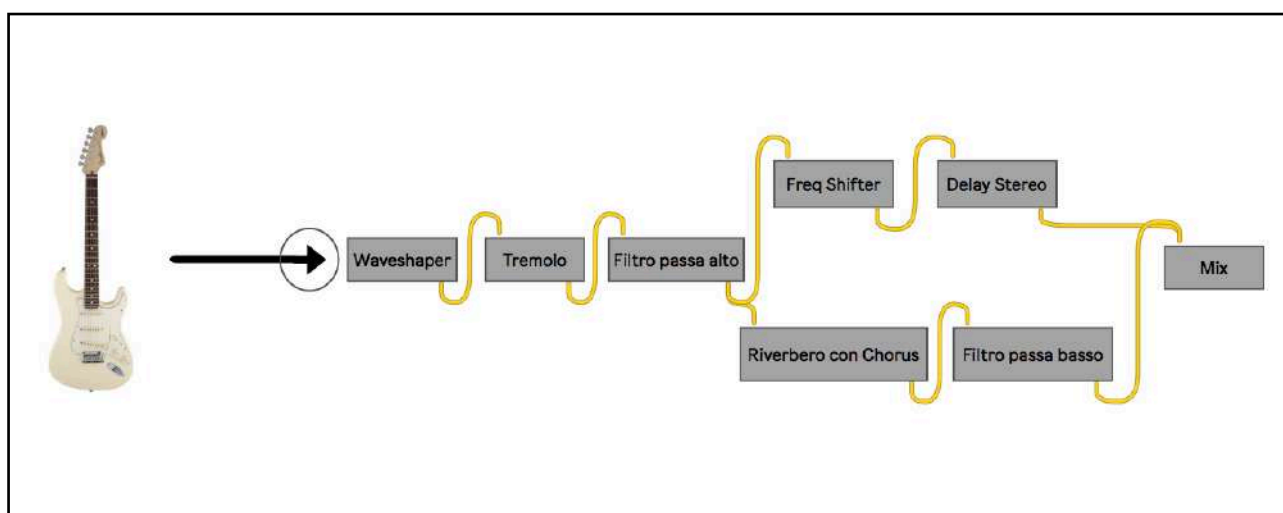 Waveshaper
Tremolo
Filtro passa alto
Freq Shifter
Delay Stereo
Riverbero con Chorus
Filtro passa basso
Mix